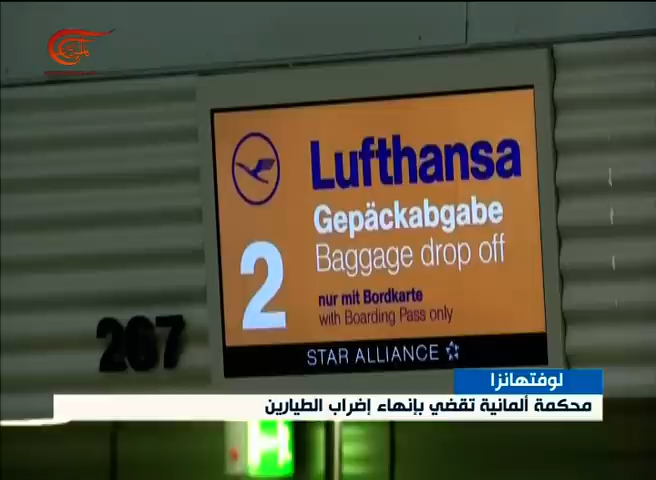 Lufthansa
Gepäckabgabe
Baggage drop off
2
nur mit Bordkarte
with Boarding Pass only
STAR ALLIANCE
267
لوفتهانزا
محكمة ألمانية تقضي بإنهاء إضراب الطيارين